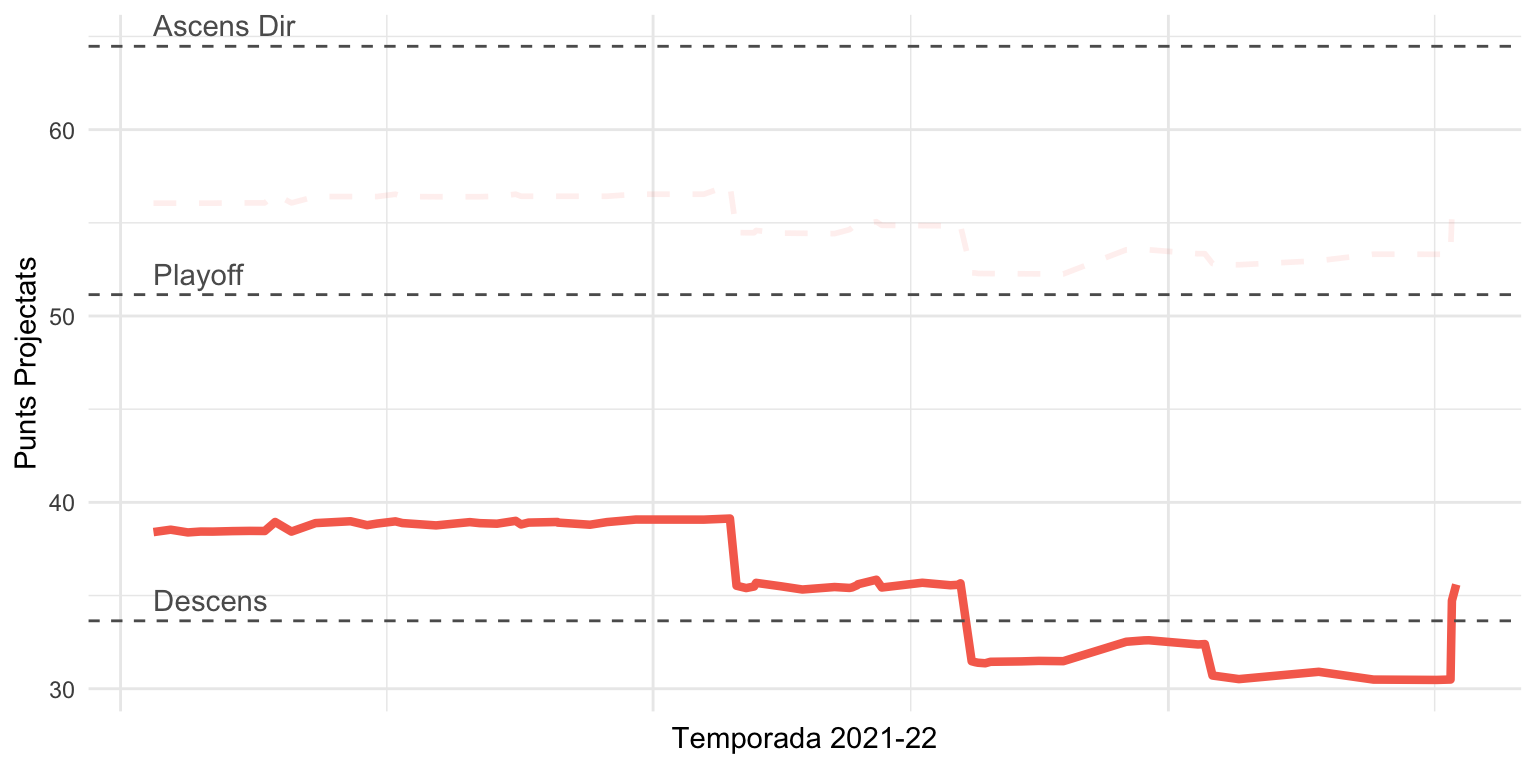 Ascens Dir
60
Playoff
50
Punts Projectats
40
Descens
30
Temporada 2021-22